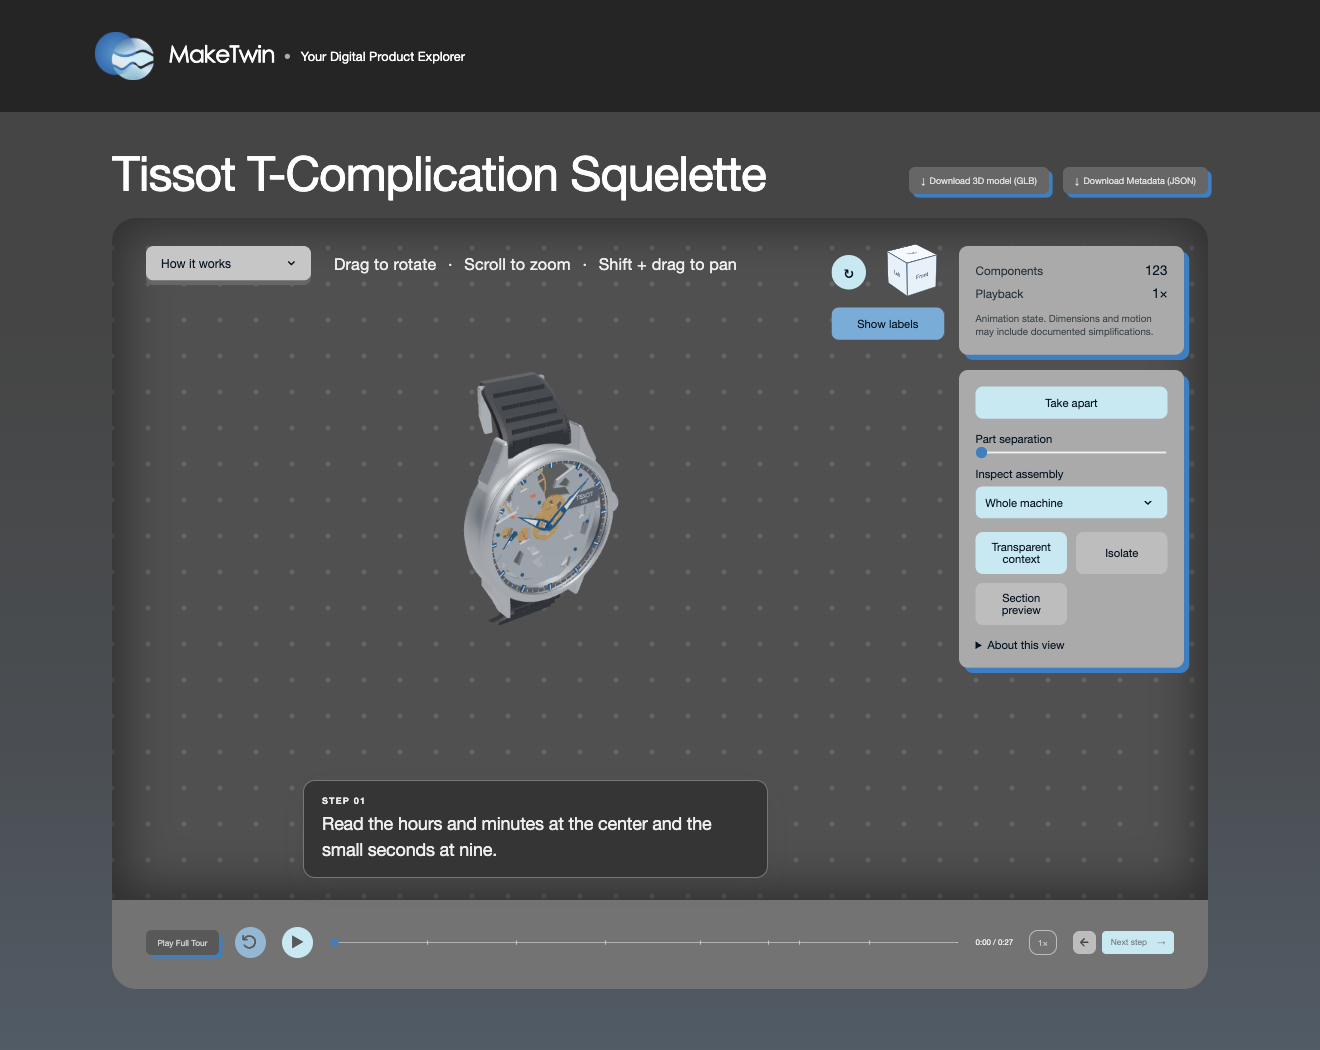 MakeTwin • Your Digital Product Explorer
Tissot T-Complication Squelette
↓ Download 3D model (GLB)
↓ Download Metadata (JSON)
How it works
Drag to rotate · Scroll to zoom · Shift + drag to pan
↻
Left
Front
Show labels
Components 123
Playback 1×
Animation state. Dimensions and motion
may include documented simplifications.
Take apart
Part separation
Inspect assembly
Whole machine
Transparent
context
Isolate
Section
preview
▶ About this view
TISSOT
STEP 01
Read the hours and minutes at the center and the
small seconds at nine.
Play Full Tour
0:00 / 0:27
1×
Next step →